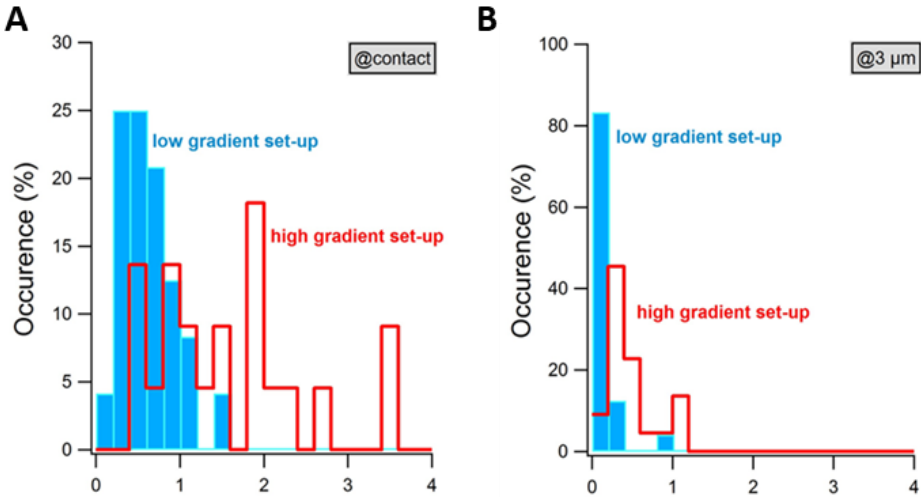 A
@contact
low gradient set-up
high gradient set-up
Occurence (%)
30
25
20
15
10
5
0
0 1 2 3 4
B
@3 µm
low gradient set-up
high gradient set-up
Occurence (%)
100
80
60
40
20
0
0 1 2 3 4